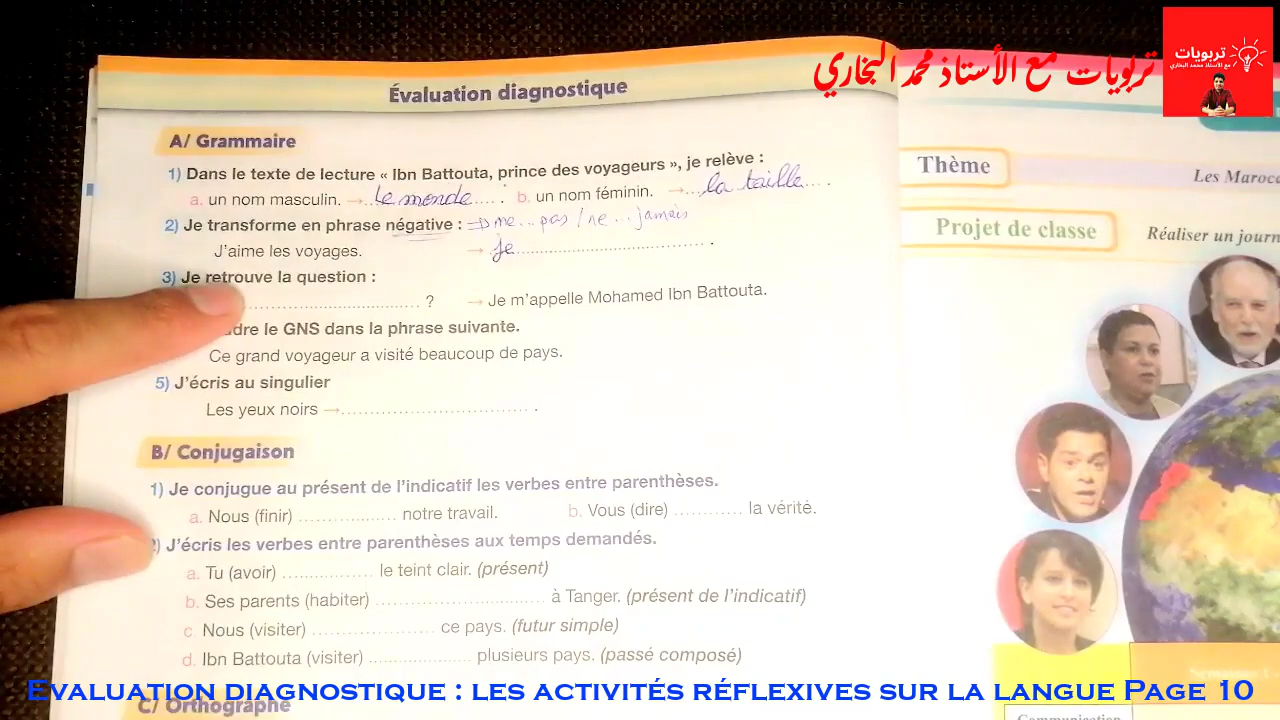 تربويات مع الأستاذ محمد البخاري
تربويات
مع الأستاذ محمد البخاري
Évaluation diagnostique
A/ Grammaire
1) Dans le texte de lecture « Ibn Battouta, prince des voyageurs », je relève :
a. un nom masculin. → le monde . b. un nom féminin. → la taille .
2) Je transforme en phrase négative : ⇒ ne...pas / ne...jamais
J'aime les voyages. → je .......................................... .
3) Je retrouve la question :
.......................................... ? → Je m'appelle Mohamed Ibn Battouta.
adre le GNS dans la phrase suivante.
Ce grand voyageur a visité beaucoup de pays.
5) J'écris au singulier
Les yeux noirs → .......................................... .
B/ Conjugaison
1) Je conjugue au présent de l'indicatif les verbes entre parenthèses.
a. Nous (finir) .................... notre travail. b. Vous (dire) ............ la vérité.
2) J'écris les verbes entre parenthèses aux temps demandés.
a. Tu (avoir) .................. le teint clair. (présent)
b. Ses parents (habiter) .................................. à Tanger. (présent de l'indicatif)
c. Nous (visiter) ........................ ce pays. (futur simple)
d. Ibn Battouta (visiter) .................... plusieurs pays. (passé composé)
C/ Orthographe
Thème
Les Maroca
Projet de classe
Réaliser un journ
Communication
Evaluation diagnostique : les activités réflexives sur la langue Page 10